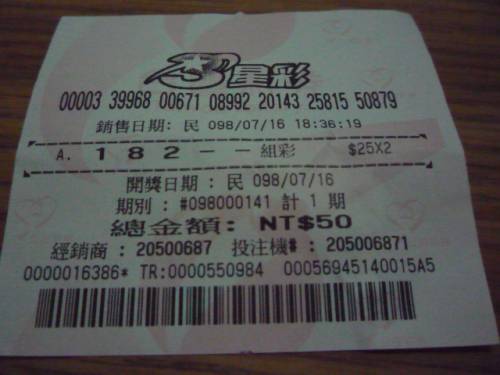 3星彩
00003 39968 00671 08992 20143 25815 50879
銷售日期: 民 098/07/16 18:36:19
A. 1 8 2 - - 組彩 $25X2
開獎日期 : 民 098/07/16
期別 : #098000141 計 1 期
總金額: NT$50
經銷商 : 20500687 投注機# : 205006871
0000016386* TR:0000550984 00056945140015A5